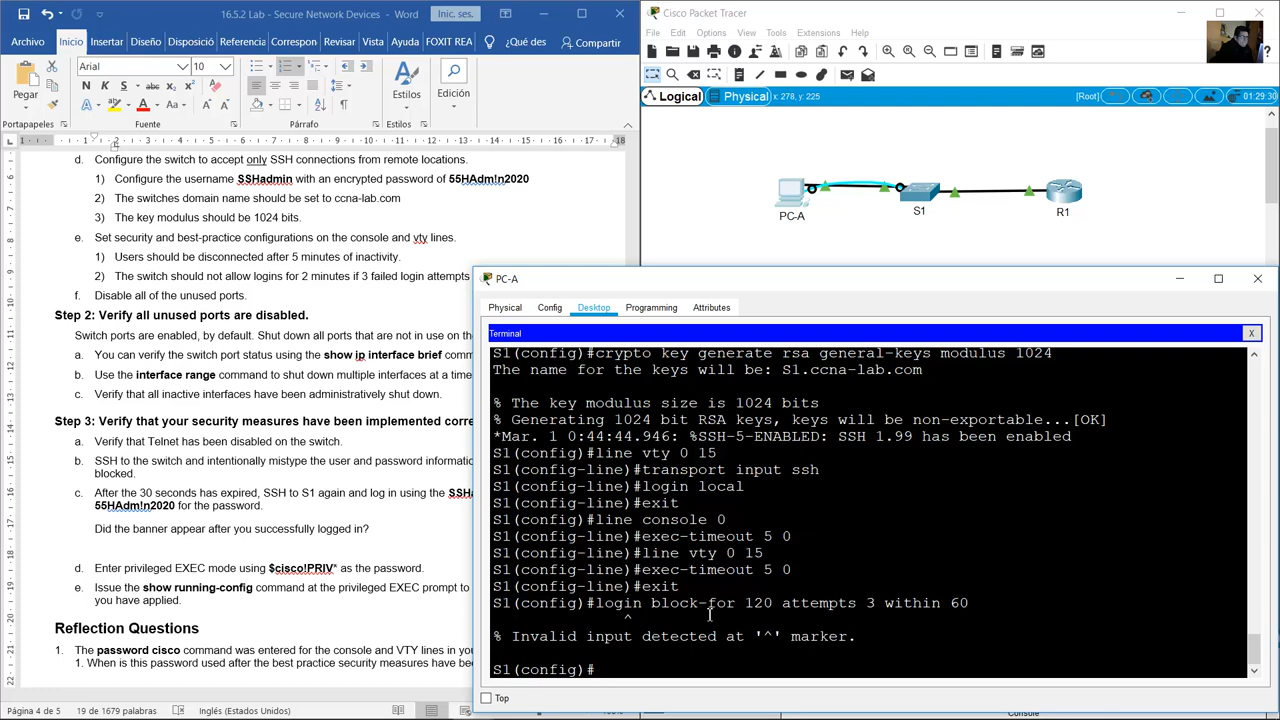 16.5.2 Lab - Secure Network Devices - Word
Inic. ses.
Archivo Inicio Inser Diseño Disposició Referencia Correspon Revisar Vista Ayuda FOXIT REA ¿Qué des Compartir
Pegar
Arial 10
N K S abc x₂ x²
Estilos
Edición
Portapapeles Fuente Párrafo Estilos
d. Configure the switch to accept only SSH connections from remote locations.
1) Configure the username SSHadmin with an encrypted password of 55HAdm!n2020
The switches domain name should be set to ccna-lab.com
3) The key modulus should be 1024 bits.
e. Set security and best-practice configurations on the console and vty lines.
1) Users should be disconnected after 5 minutes of inactivity.
2) The switch should not allow logins for 2 minutes if 3 failed login attempts
f. Disable all of the unused ports.
Step 2: Verify all unused ports are disabled.
Switch ports are enabled, by default. Shut down all ports that are not in use on the
a. You can verify the switch port status using the show ip interface brief comm
b. Use the interface range command to shut down multiple interfaces at a time
c. Verify that all inactive interfaces have been administratively shut down.
Step 3: Verify that your security measures have been implemented corre
a. Verify that Telnet has been disabled on the switch.
b. SSH to the switch and intentionally mistype the user and password informati
blocked.
c. After the 30 seconds has expired, SSH to S1 again and log in using the SSHa
55HAdm!n2020 for the password.
Did the banner appear after you successfully logged in?
d. Enter privileged EXEC mode using $cisco!PRIV* as the password.
e. Issue the show running-config command at the privileged EXEC prompt to
you have applied.
Reflection Questions
1. The password cisco command was entered for the console and VTY lines in you
1. When is this password used after the best practice security measures have bee
Página 4 de 5 19 de 1679 palabras Inglés (Estados Unidos)
Cisco Packet Tracer
File Edit Options View Tools Extensions Help
Logical Physical x: 278, y: 225 [Root] 01:29:30
PC-A
S1
R1
PC-A
Physical Config Desktop Programming Attributes
Terminal X
S1(config)#crypto key generate rsa general-keys modulus 1024
The name for the keys will be: S1.ccna-lab.com
% The key modulus size is 1024 bits
% Generating 1024 bit RSA keys, keys will be non-exportable...[OK]
*Mar. 1 0:44:44.946: %SSH-5-ENABLED: SSH 1.99 has been enabled
S1(config)#line vty 0 15
S1(config-line)#transport input ssh
S1(config-line)#login local
S1(config-line)#exit
S1(config)#line console 0
S1(config-line)#exec-timeout 5 0
S1(config-line)#line vty 0 15
S1(config-line)#exec-timeout 5 0
S1(config-line)#exit
S1(config)#login block-for 120 attempts 3 within 60
^
% Invalid input detected at '^' marker.
S1(config)#
Top
Console